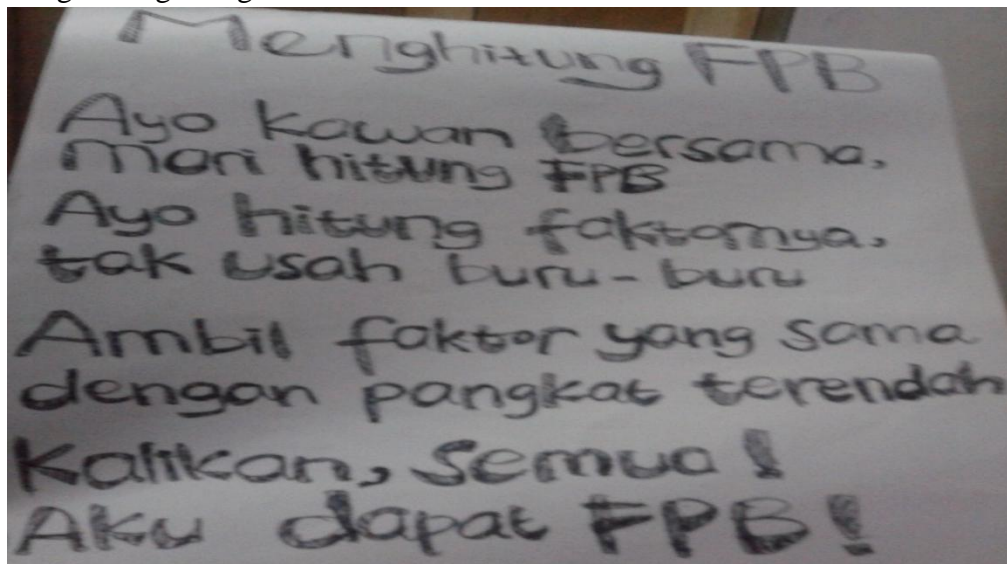 Menghitung FPB
Ayo kawan bersama,
mari hitung FPB
Ayo hitung faktornya,
tak usah buru-buru
Ambil faktor yang sama
dengan pangkat terendah
Kalikan, semua!
Aku dapat FPB!